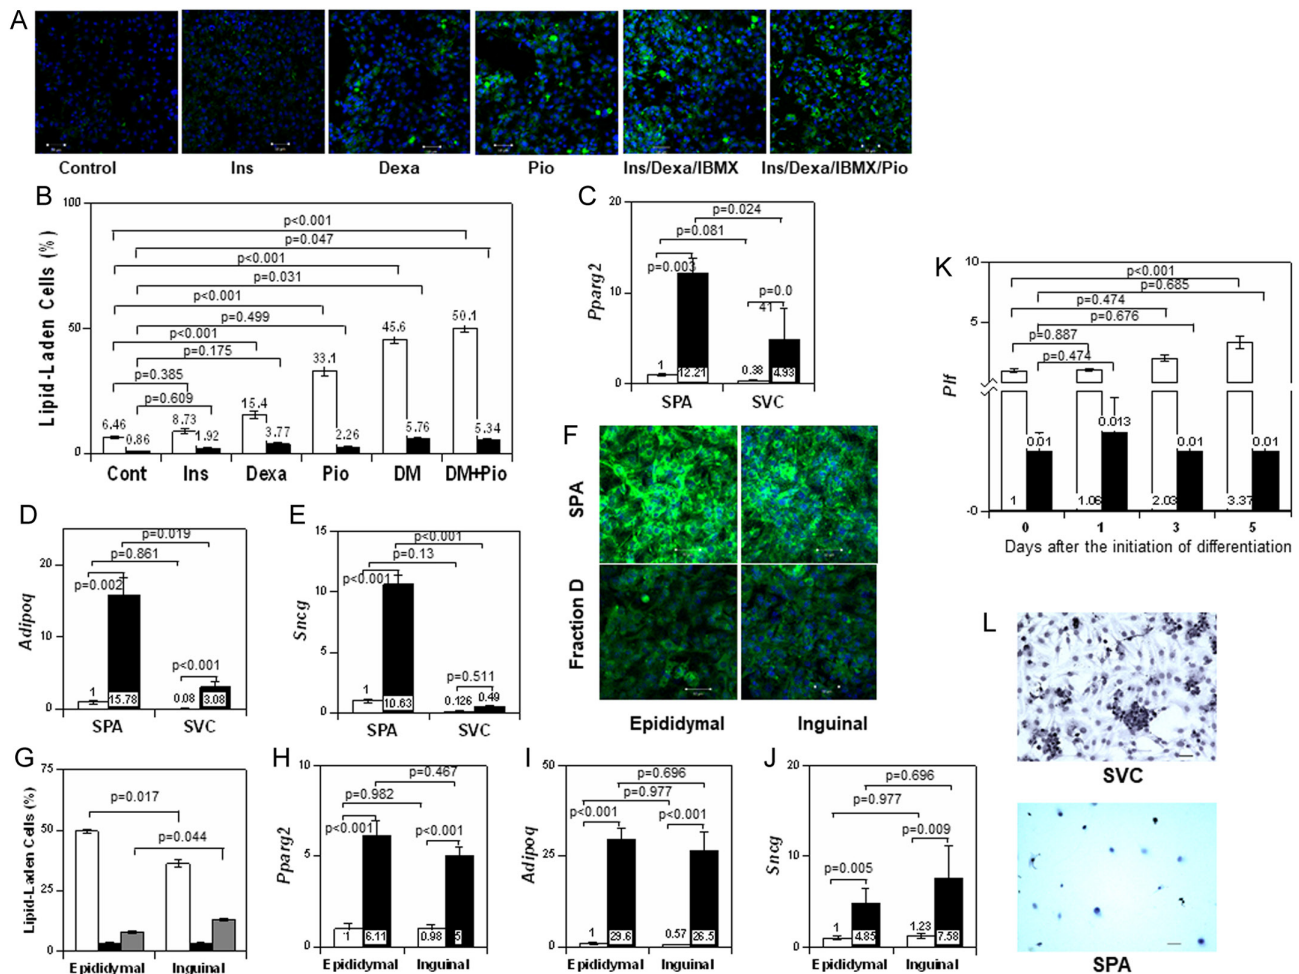 A
Control
Ins
Dexa
Pio
Ins/Dexa/IBMX
Ins/Dexa/IBMX/Pio
B
Lipid-Laden Cells (%)
100
50
0
p<0.001
p=0.047
p<0.001
p=0.031
p<0.001
p=0.499
p<0.001
p=0.175
p=0.385
p=0.609
6.46
0.86
8.73
1.92
15.4
3.77
33.1
2.26
45.6
5.76
50.1
5.34
Cont
Ins
Dexa
Pio
DM
DM+Pio
C
Pparg2
20
10
0
p=0.024
p=0.081
p=0.003
p=0.0
41
1
12.21
0.38
4.93
SPA
SVC
D
Adipoq
20
10
0
p=0.019
p=0.861
p=0.002
p<0.001
1
15.78
0.08
3.08
SPA
SVC
E
Sncg
15
10
5
0
p<0.001
p=0.13
p<0.001
p=0.511
1
10.63
0.126
0.49
SPA
SVC
F
SPA
Fraction D
Epididymal
Inguinal
G
Lipid-Laden Cells (%)
75
50
25
0
p=0.017
p=0.044
Epididymal
Inguinal
H
Pparg2
10
5
0
p=0.467
p=0.982
p<0.001
p<0.001
1
6.11
0.98
5
Epididymal
Inguinal
I
Adipoq
50
25
0
p=0.696
p=0.977
p<0.001
p<0.001
1
29.6
0.57
26.5
Epididymal
Inguinal
J
Sncg
20
10
0
p=0.696
p=0.977
p=0.009
p=0.005
1
4.85
1.23
7.58
Epididymal
Inguinal
K
Plf
10
5
-0
p<0.001
p=0.685
p=0.474
p=0.676
p=0.887
p=0.474
0.01
0.013
0.01
0.01
1
1.06
2.03
3.37
0
1
3
5
Days after the initiation of differentiation
L
SVC
SPA